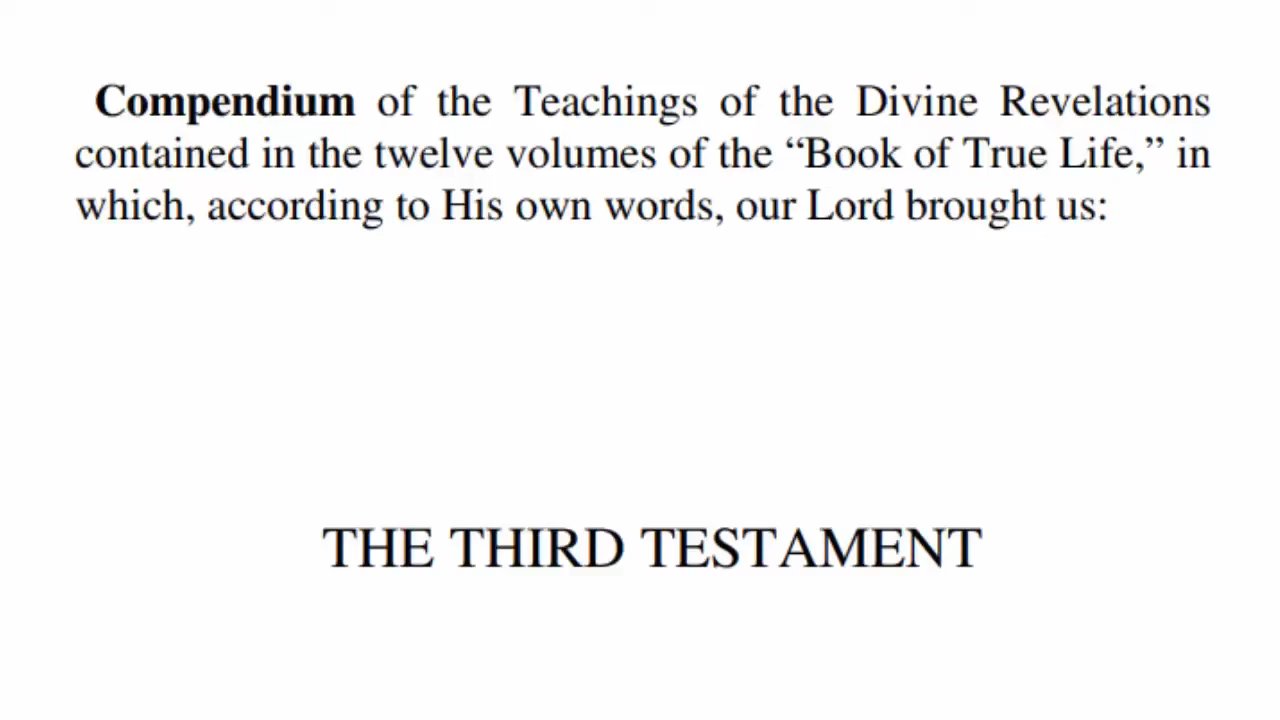 Compendium of the Teachings of the Divine Revelations
contained in the twelve volumes of the “Book of True Life,” in
which, according to His own words, our Lord brought us:
THE THIRD TESTAMENT